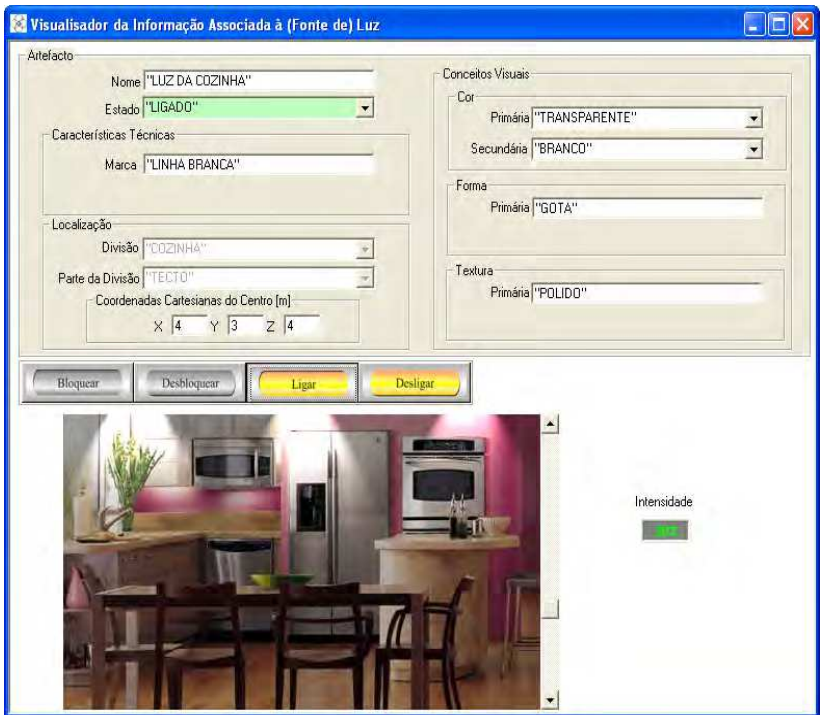 Visualisador da Informação Associada à (Fonte de) Luz
Artefacto
Nome "LUZ DA COZINHA"
Estado "LIGADO"
Características Técnicas
Marca "LINHA BRANCA"
Localização
Divisão "COZINHA"
Parte da Divisão "TECTO"
Coordenadas Cartesianas do Centro [m]
X 4 Y 3 Z 4
Conceitos Visuais
Cor
Primária "TRANSPARENTE"
Secundária "BRANCO"
Forma
Primária "GOTA"
Textura
Primária "POLIDO"
Bloquear Desbloquear Ligar Desligar
Intensidade